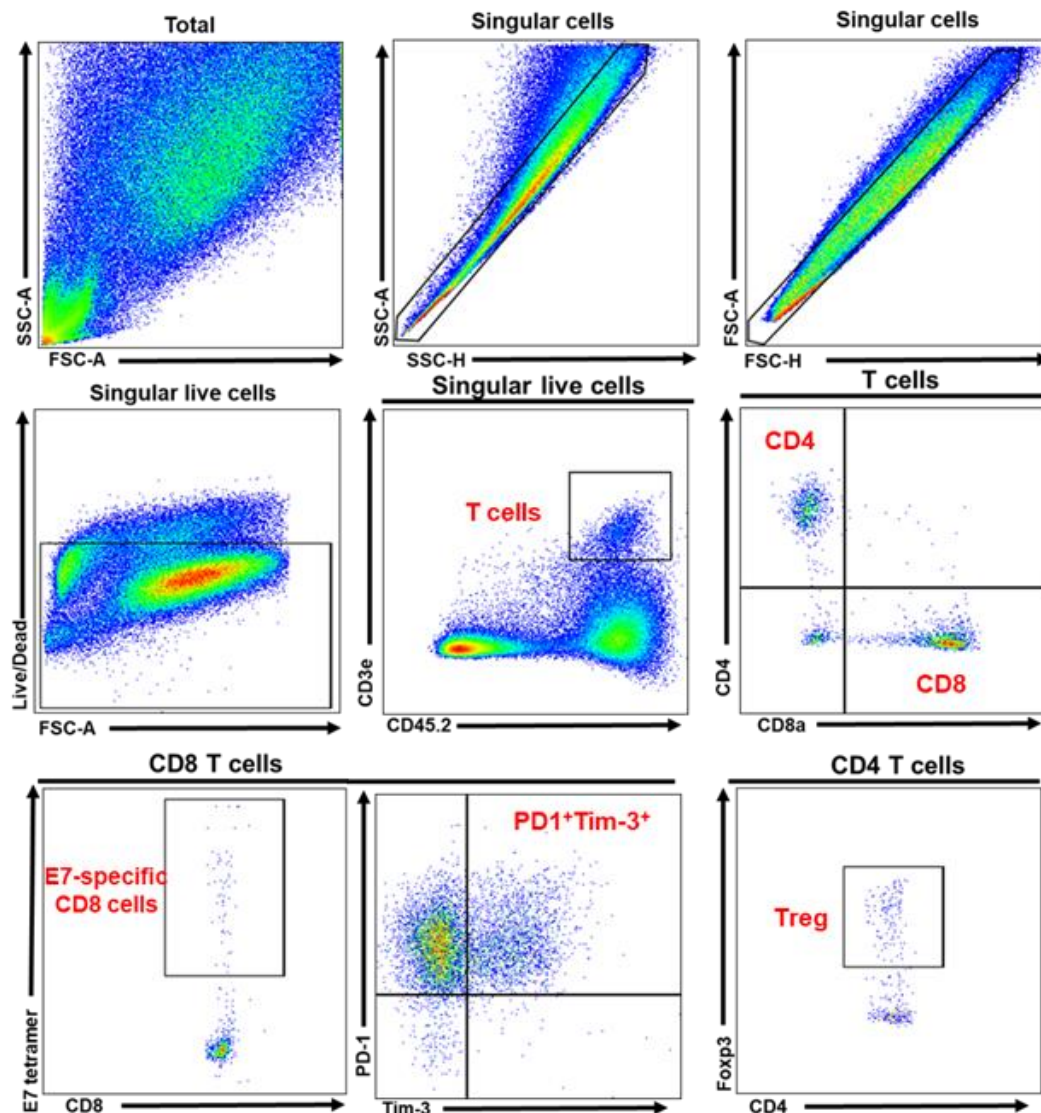 Total
SSC-A
FSC-A
Singular cells
SSC-A
SSC-H
Singular cells
FSC-A
FSC-H
Singular live cells
Live/Dead
FSC-A
Singular live cells
T cells
CD3e
CD45.2
T cells
CD4
CD8
CD4
CD8a
CD8 T cells
E7-specific
CD8 cells
E7 tetramer
CD8
PD1⁺Tim-3⁺
PD-1
Tim-3
CD4 T cells
Treg
Foxp3
CD4